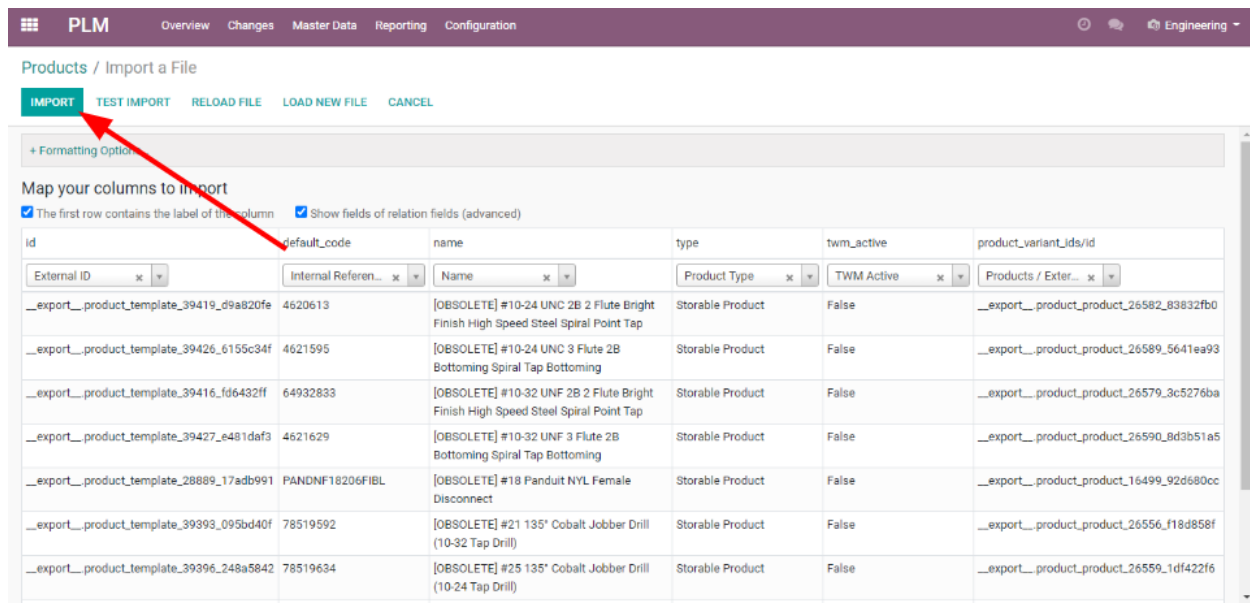 PLM Overview Changes Master Data Reporting Configuration Engineering
Products / Import a File
IMPORT TEST IMPORT RELOAD FILE LOAD NEW FILE CANCEL
+ Formatting Option
Map your columns to import
The first row contains the label of the column Show fields of relation fields (advanced)
id default_code name type twm_active product_variant_ids/id
External ID Internal Referen... Name Product Type TWM Active Products / Exter...
__export__.product_template_39419_d9a820fe 4620613 [OBSOLETE] #10-24 UNC 2B 2 Flute Bright Storable Product False __export__.product_product_26582_83832fb0
Finish High Speed Steel Spiral Point Tap
__export__.product_template_39426_6155c34f 4621595 [OBSOLETE] #10-24 UNC 3 Flute 2B Storable Product False __export__.product_product_26589_5641ea93
Bottoming Spiral Tap Bottoming
__export__.product_template_39416_fd6432ff 64932833 [OBSOLETE] #10-32 UNF 2B 2 Flute Bright Storable Product False __export__.product_product_26579_3c5276ba
Finish High Speed Steel Spiral Point Tap
__export__.product_template_39427_e481daf3 4621629 [OBSOLETE] #10-32 UNF 3 Flute 2B Storable Product False __export__.product_product_26590_8d3b51a5
Bottoming Spiral Tap Bottoming
__export__.product_template_28889_17adb991 PANDNF18206FIBL [OBSOLETE] #18 Panduit NYL Female Storable Product False __export__.product_product_16499_92d680cc
Disconnect
__export__.product_template_39393_095bd40f 78519592 [OBSOLETE] #21 135° Cobalt Jobber Drill Storable Product False __export__.product_product_26556_f18d858f
(10-32 Tap Drill)
__export__.product_template_39396_248a5842 78519634 [OBSOLETE] #25 135° Cobalt Jobber Drill Storable Product False __export__.product_product_26559_1df422f6
(10-24 Tap Drill)